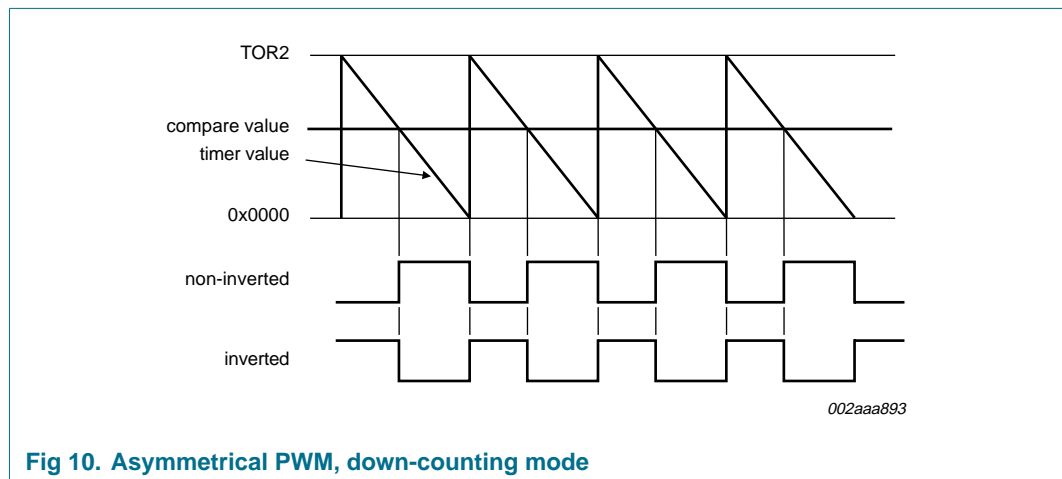 TOR2
compare value
timer value
0x0000
non-inverted
inverted
002aaa893
Fig 10. Asymmetrical PWM, down-counting mode